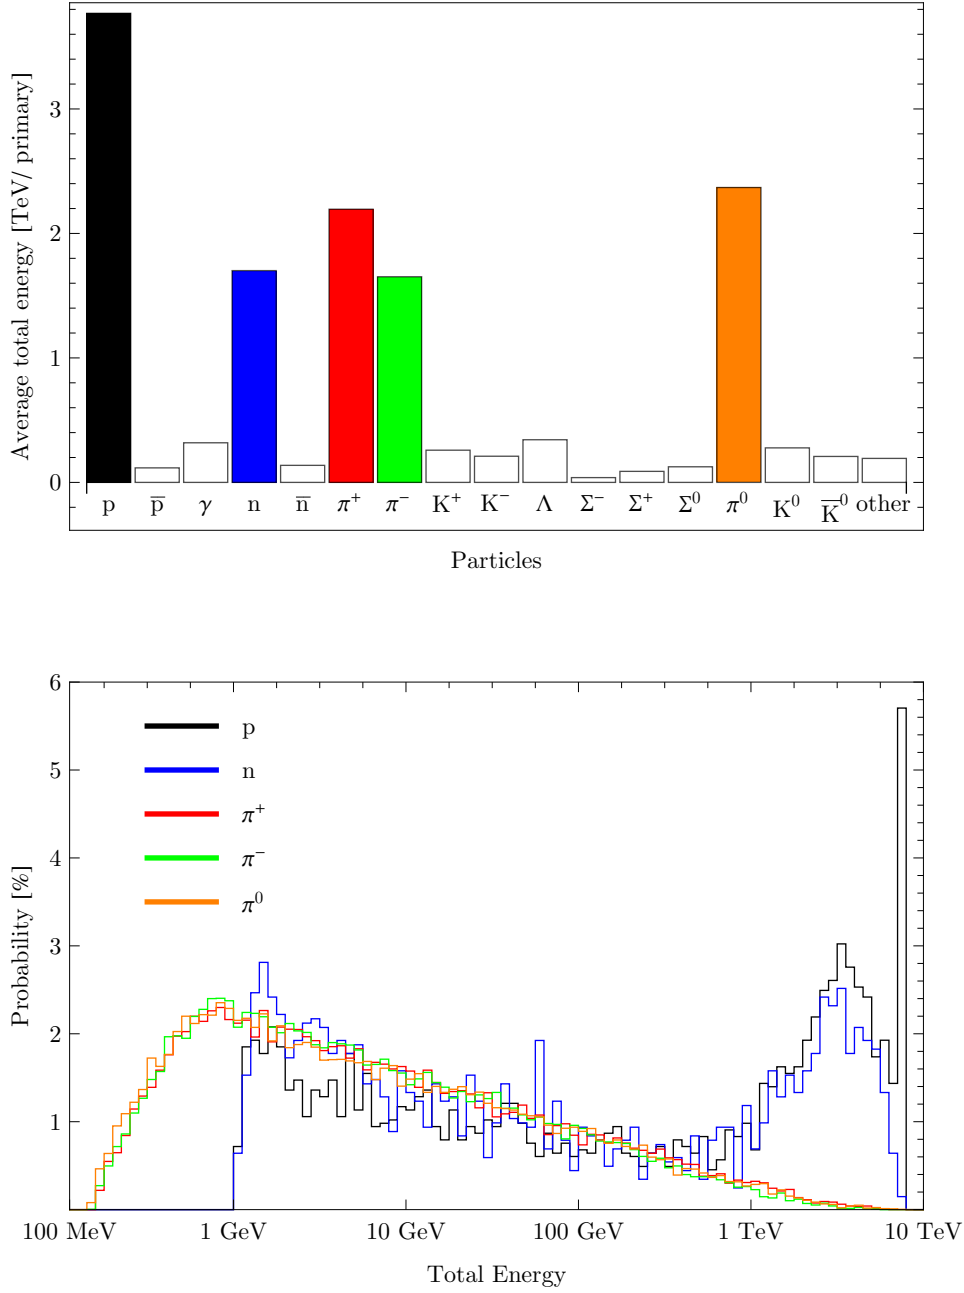 Average total energy [TeV/ primary]
3
2
1
0
p p̅ γ n n̅ π⁺ π⁻ K⁺ K⁻ Λ Σ⁻ Σ⁺ Σ⁰ π⁰ K⁰ K̅⁰ other
Particles
Probability [%]
6
5
4
3
2
1
p
n
π⁺
π⁻
π⁰
100 MeV 1 GeV 10 GeV 100 GeV 1 TeV 10 TeV
Total Energy